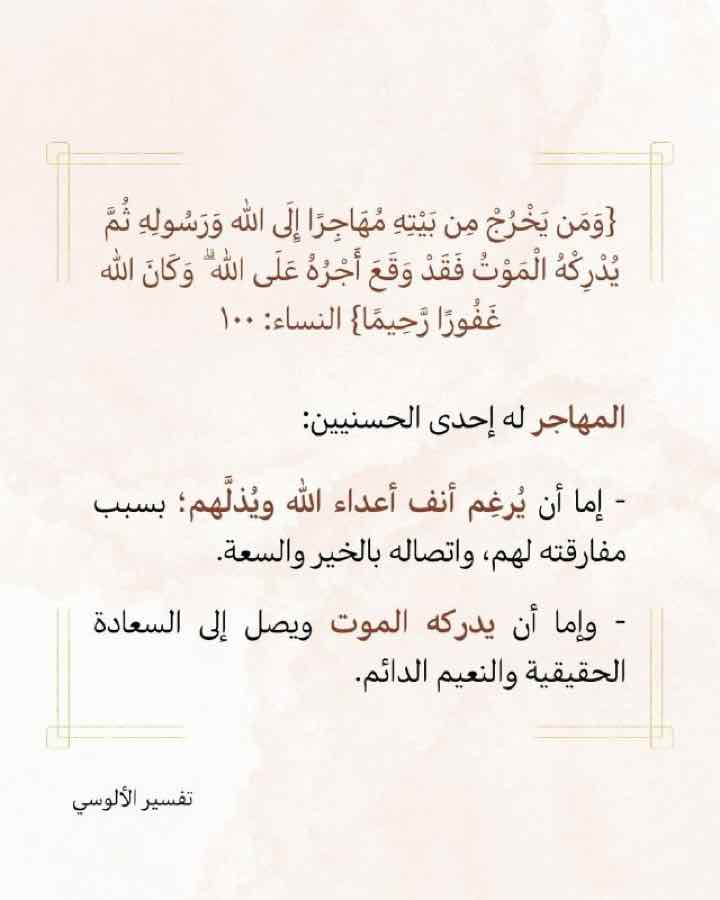 {وَمَن يَخْرُجْ مِن بَيْتِهِ مُهَاجِرًا إِلَى الله وَرَسُولِهِ ثُمَّ
يُدْرِكْهُ الْمَوْتُ فَقَدْ وَقَعَ أَجْرُهُ عَلَى الله ۗ وَكَانَ الله
غَفُورًا رَّحِيمًا} النساء: ١٠٠
المهاجر له إحدى الحسنيين:
- إما أن يُرغِم أنف أعداء الله ويُذلَّهم؛ بسبب
مفارقته لهم، واتصاله بالخير والسعة.
- وإما أن يدركه الموت ويصل إلى السعادة
الحقيقية والنعيم الدائم.
تفسير الألوسي